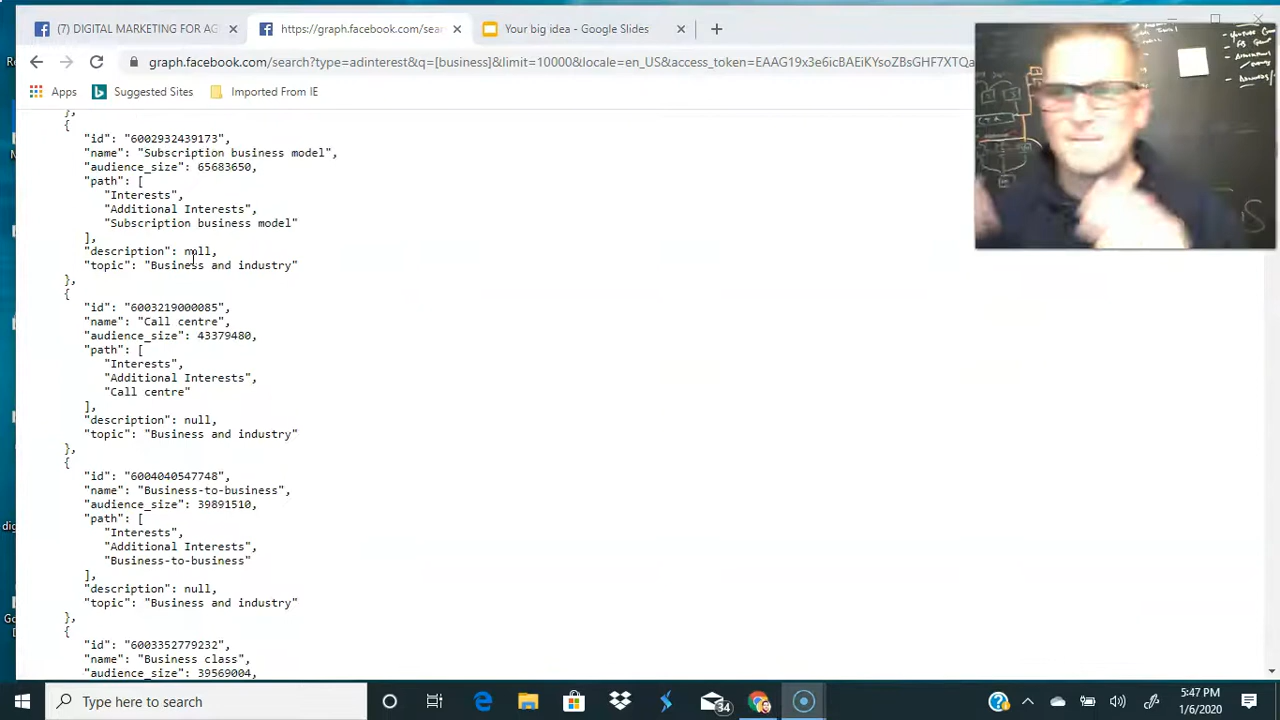 (7) DIGITAL MARKETING FOR AG
https://graph.facebook.com/sear
Your big idea - Google Slides
https://graph.facebook.com/search?type=adinterest&q=[business]&limit=10000&locale=en_US&access_token=
Apps
Suggested Sites
Imported From IE
},
{
"id": "6002932439173",
"name": "Subscription business model",
"audience_size": 65683650,
"path": [
"Interests",
"Additional Interests",
"Subscription business model"
],
"description": null,
"topic": "Business and industry"
},
{
"id": "6003219000085",
"name": "Call centre",
"audience_size": 43379480,
"path": [
"Interests",
"Additional Interests",
"Call centre"
],
"description": null,
"topic": "Business and industry"
},
{
"id": "6004040547748",
"name": "Business-to-business",
"audience_size": 39891510,
"path": [
"Interests",
"Additional Interests",
"Business-to-business"
],
"description": null,
"topic": "Business and industry"
},
{
"id": "6003352779232",
"name": "Business class",
"audience_size": 39569004,
Type here to search
34
5:47 PM
1/6/2020